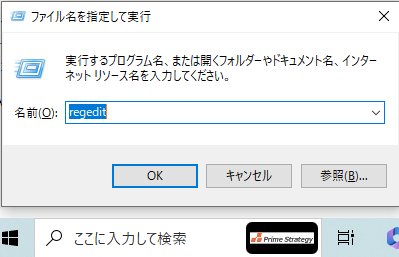 ファイル名を指定して実行
実行するプログラム名、または開くフォルダーやドキュメント名、インター
ネット リソース名を入力してください。
名前(O):
regedit
OK
キャンセル
参照(B)...
ここに入力して検索
Prime Strategy